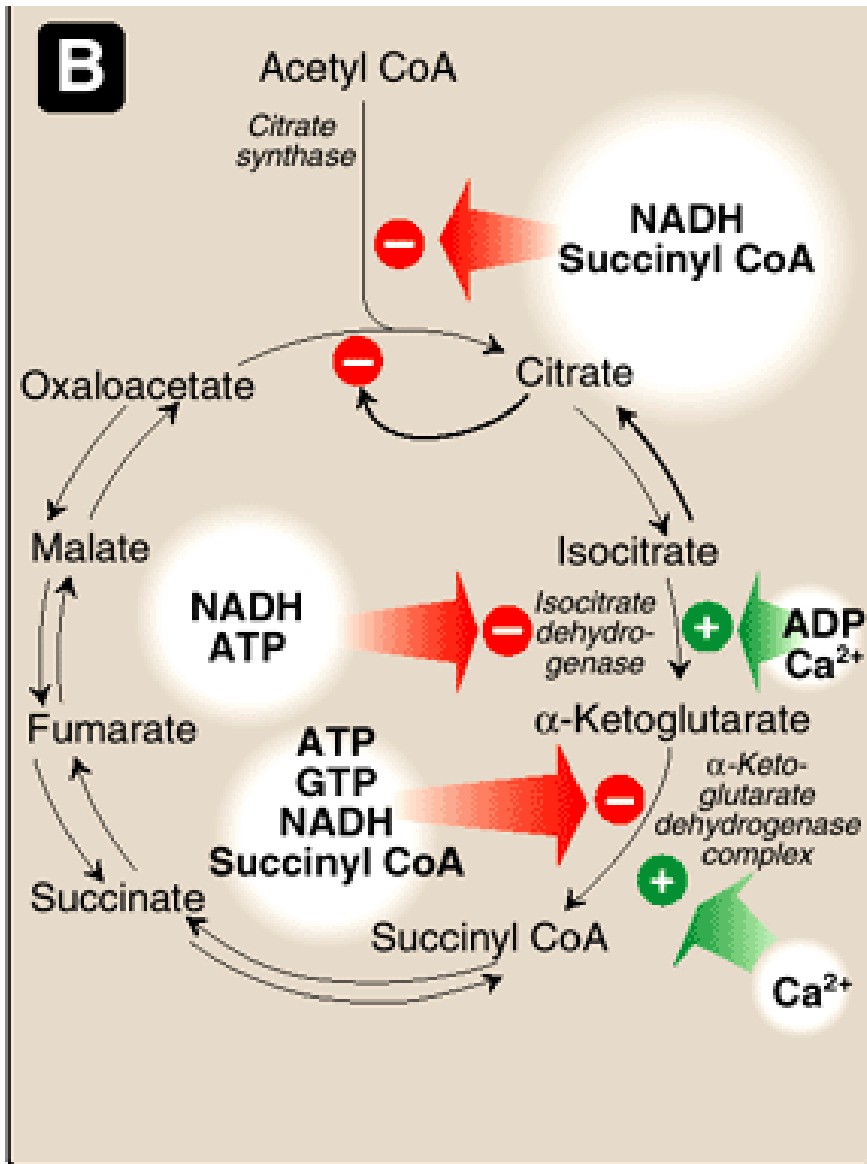 B
Acetyl CoA
Citrate
synthase
NADH
Succinyl CoA
Oxaloacetate
Citrate
Malate
Isocitrate
NADH
ATP
Isocitrate
dehydro-
genase
ADP
Ca²⁺
Fumarate
α-Ketoglutarate
ATP
GTP
NADH
Succinyl CoA
α-Keto-
glutarate
dehydrogenase
complex
Succinate
Succinyl CoA
Ca²⁺